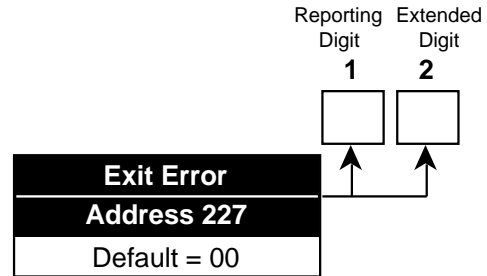 Reporting Extended
Digit Digit
1 2
Exit Error
Address 227
Default = 00